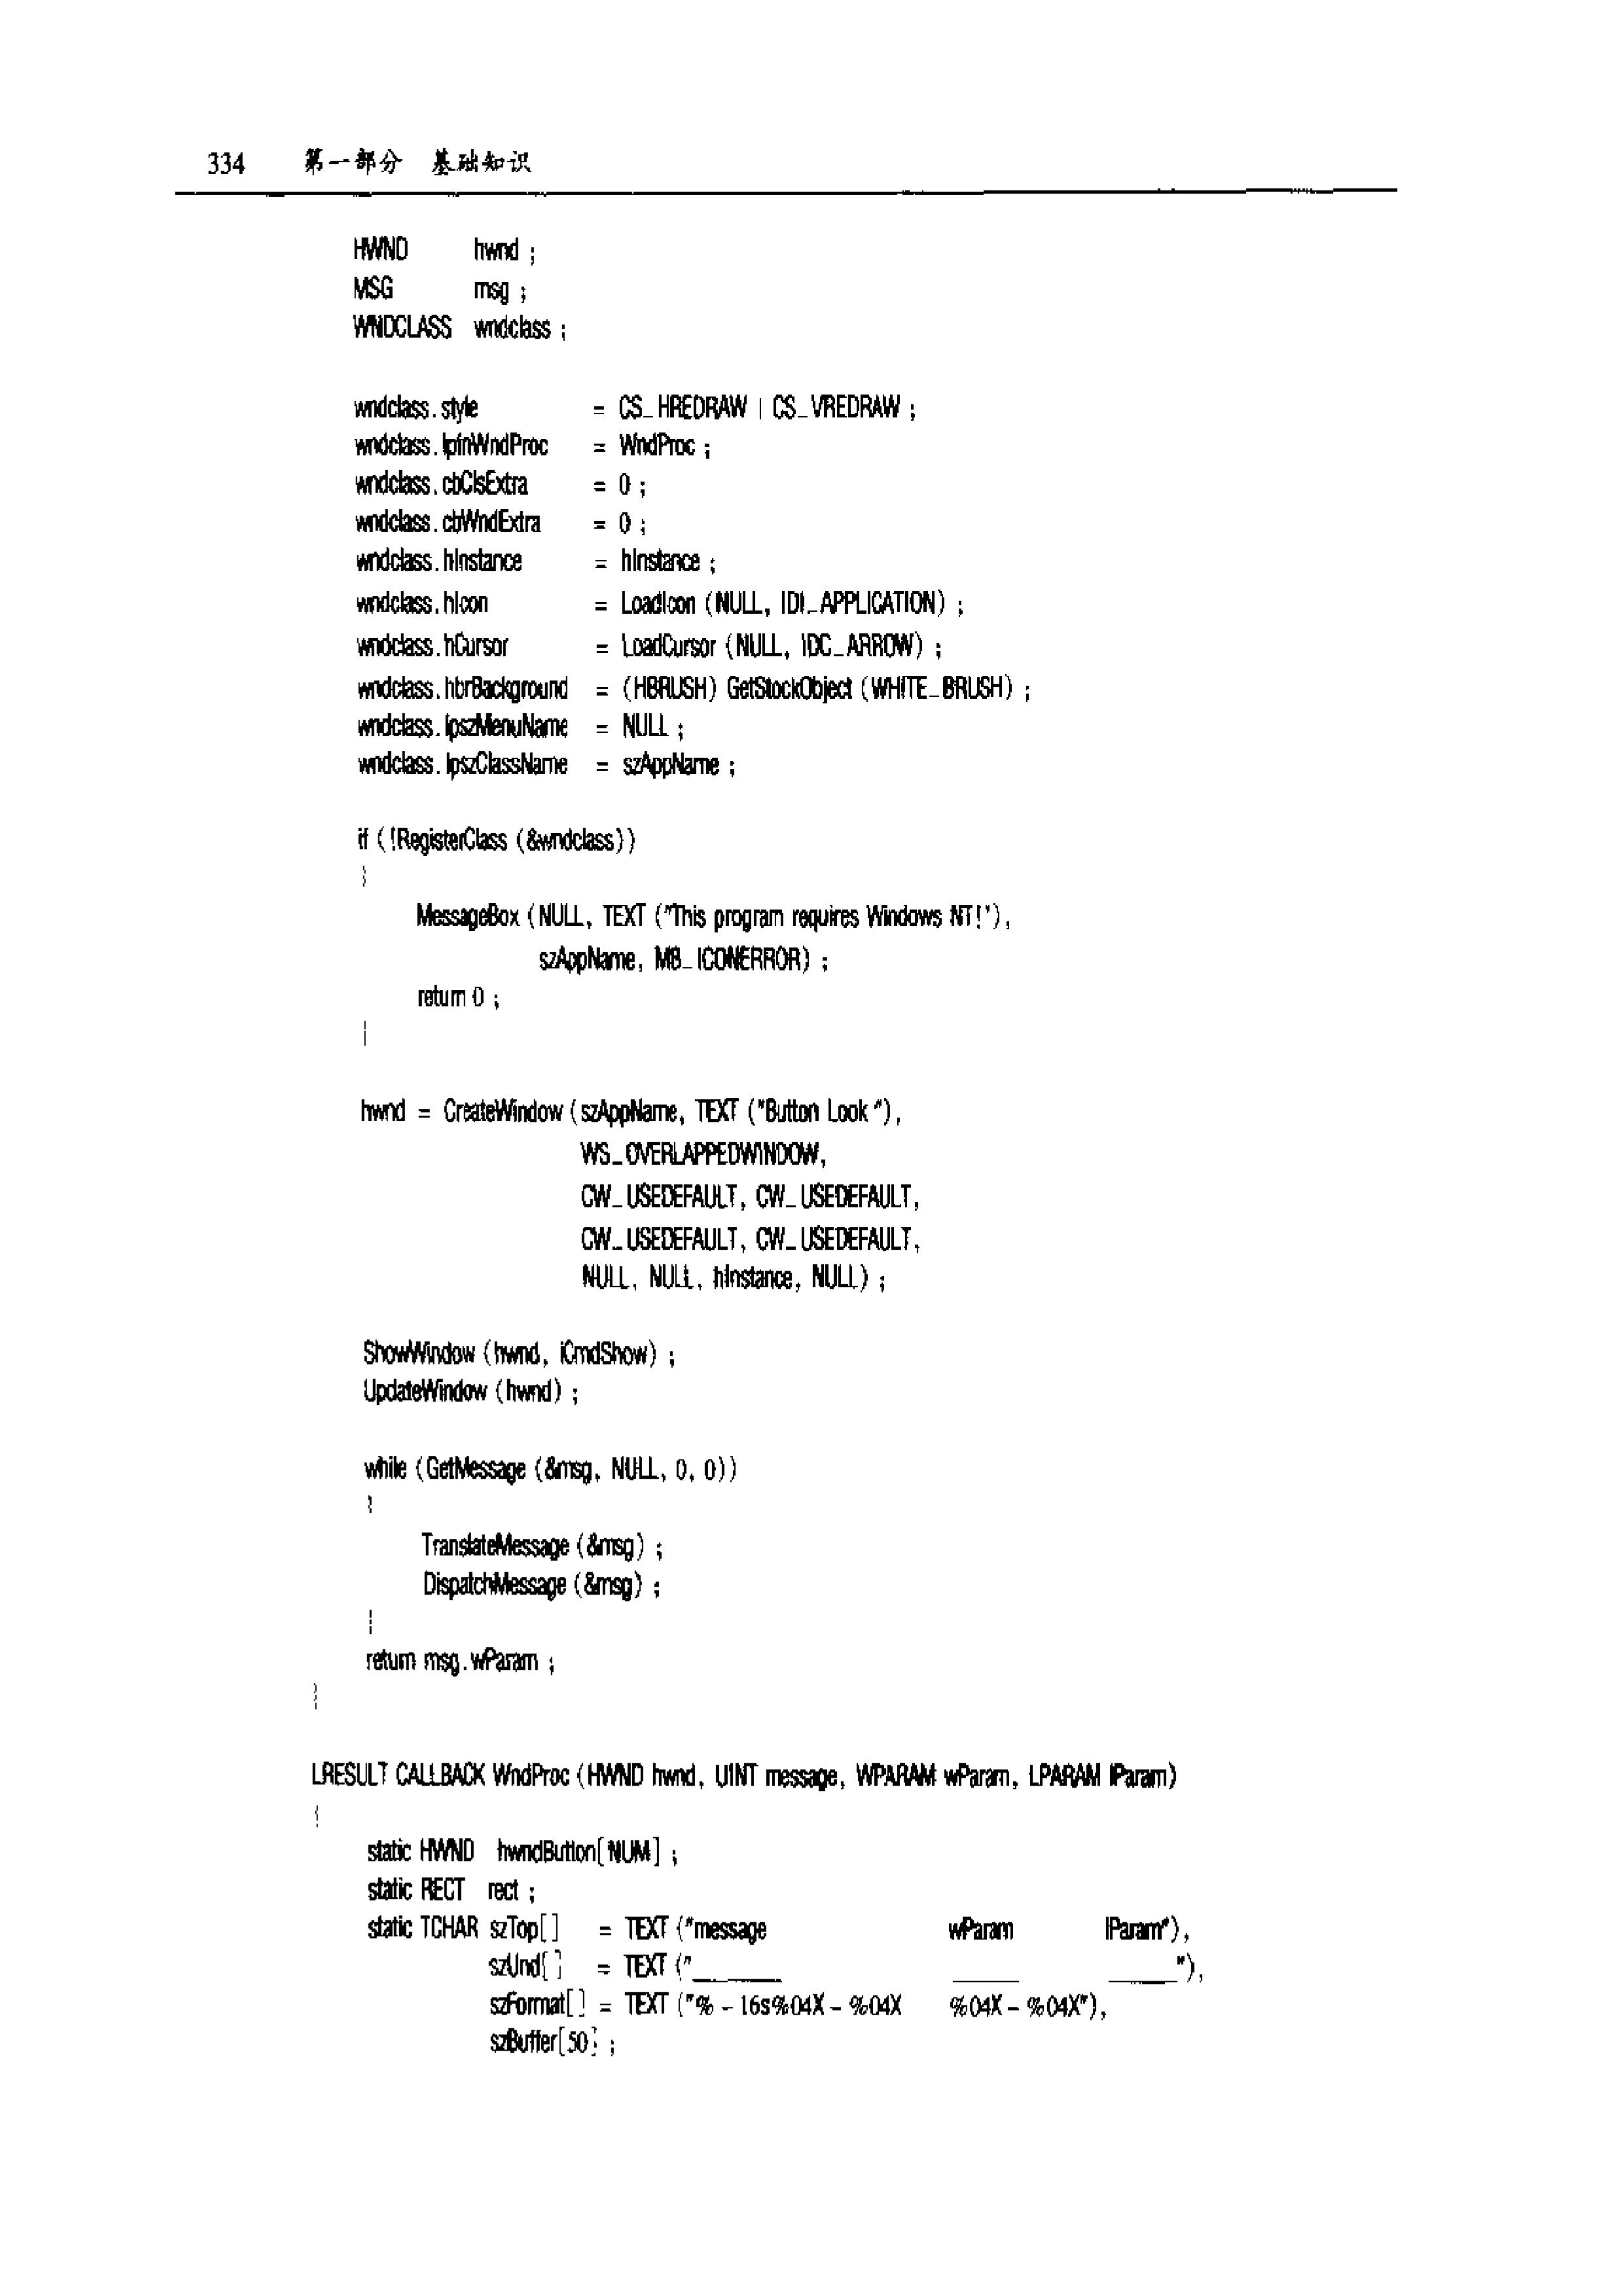 334 第一部分 基础知识
HWND hwnd ;
MSG msg ;
WNDCLASS wndclass ;
wndclass.style = CS_HREDRAW | CS_VREDRAW ;
wndclass.lpfnWndProc = WndProc ;
wndclass.cbClsExtra = 0 ;
wndclass.cbWndExtra = 0 ;
wndclass.hInstance = hInstance ;
wndclass.hIcon = LoadIcon (NULL, IDI_APPLICATION) ;
wndclass.hCursor = LoadCursor (NULL, IDC_ARROW) ;
wndclass.hbrBackground = (HBRUSH) GetStockObject (WHITE_BRUSH) ;
wndclass.lpszMenuName = NULL ;
wndclass.lpszClassName = szAppName ;
if (!RegisterClass (&wndclass))
{
MessageBox (NULL, TEXT ("This program requires Windows NT!"),
szAppName, MB_ICONERROR) ;
return 0 ;
}
hwnd = CreateWindow (szAppName, TEXT ("Button Look"),
WS_OVERLAPPEDWINDOW,
CW_USEDEFAULT, CW_USEDEFAULT,
CW_USEDEFAULT, CW_USEDEFAULT,
NULL, NULL, hInstance, NULL) ;
ShowWindow (hwnd, iCmdShow) ;
UpdateWindow (hwnd) ;
while (GetMessage (&msg, NULL, 0, 0))
{
TranslateMessage (&msg) ;
DispatchMessage (&msg) ;
}
return msg.wParam ;
}
LRESULT CALLBACK WndProc (HWND hwnd, UINT message, WPARAM wParam, LPARAM lParam)
{
static HWND hwndButton[NUM] ;
static RECT rect ;
static TCHAR szTop[] = TEXT ("message wParam lParam"),
szUnd[] = TEXT ("_______ ______ ______"),
szFormat[] = TEXT ("% - 16s%04X - %04X %04X - %04X"),
szBuffer[50] ;